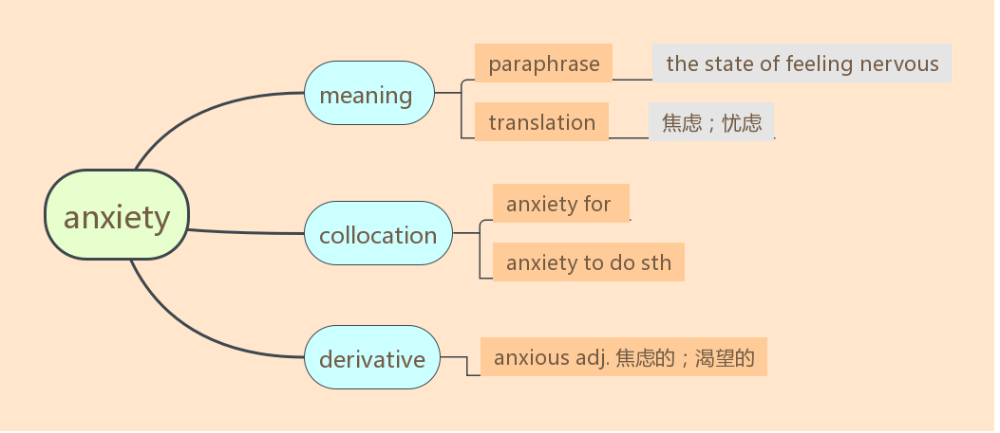 anxiety
meaning
paraphrase
the state of feeling nervous
translation
焦虑；忧虑
collocation
anxiety for
anxiety to do sth
derivative
anxious adj. 焦虑的；渴望的